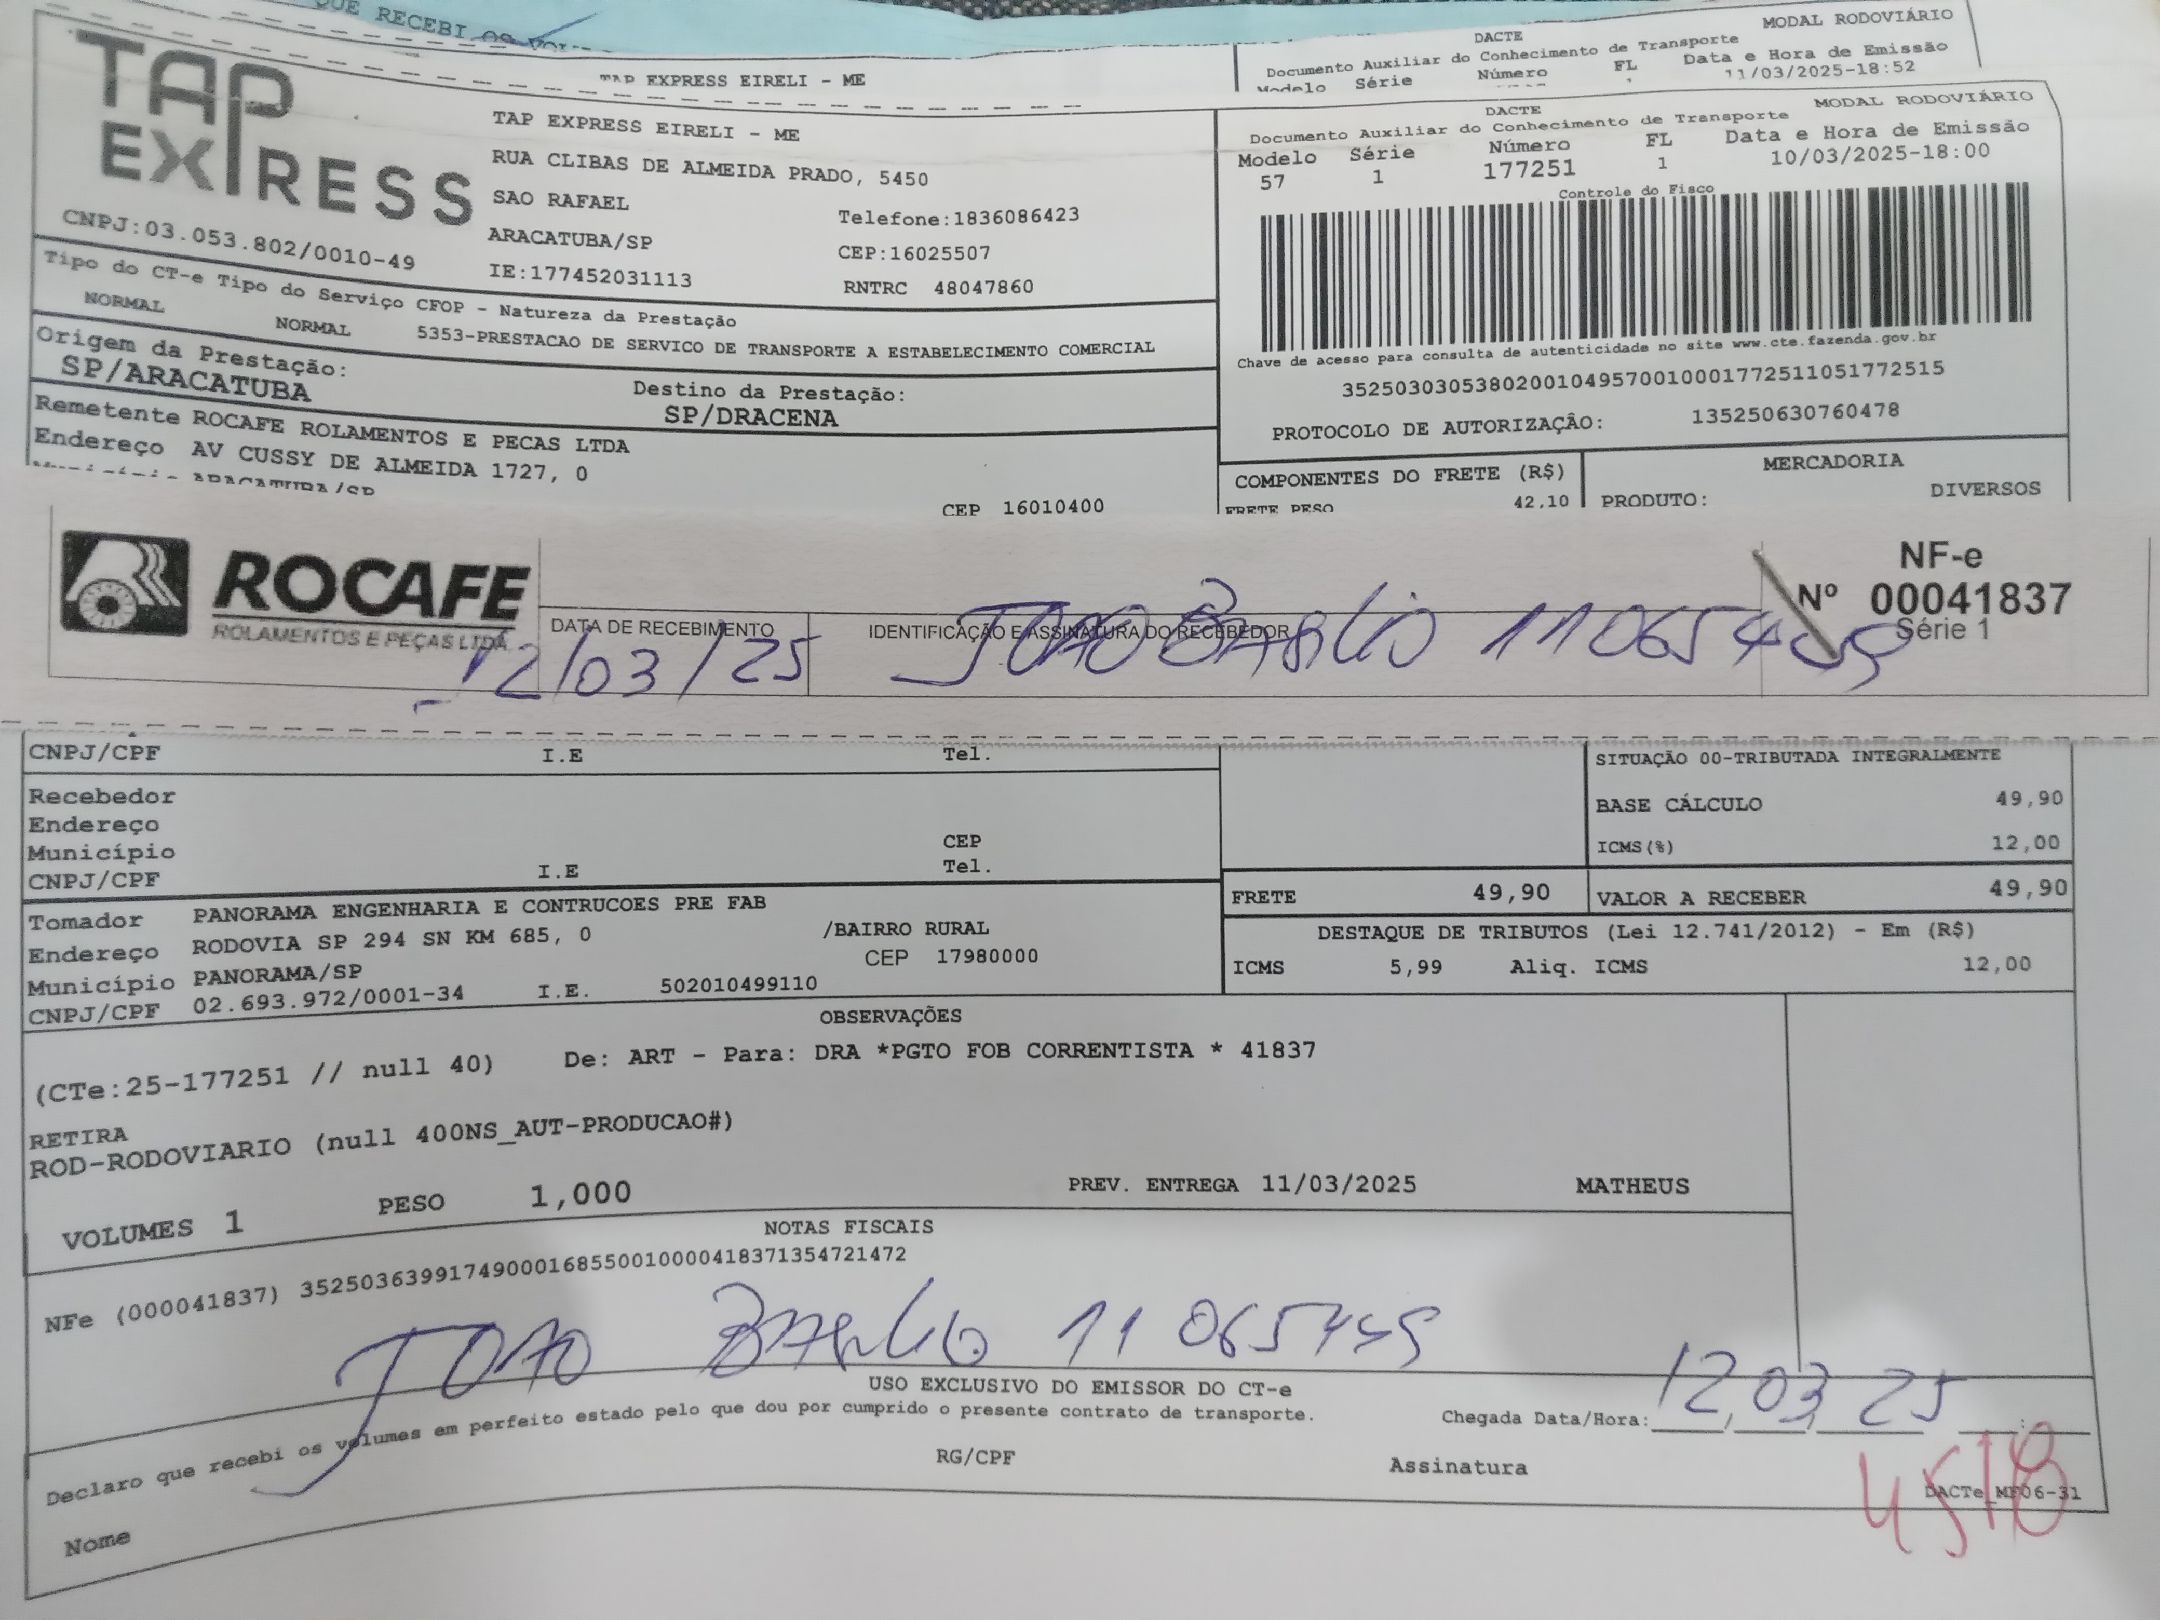 QUE RECEBI OS
TAP EXPRESS EIRELI - ME
DACTE
MODAL RODOVIÁRIO
Documento Auxiliar do Conhecimento de Transporte
Modelo Série Número FL Data e Hora de Emissão
11/03/2025-18:52
TAP EXPRESS
CNPJ:03.053.802/0010-49
TAP EXPRESS EIRELI - ME
RUA CLIBAS DE ALMEIDA PRADO, 5450
SAO RAFAEL
Telefone:1836086423
ARACATUBA/SP
CEP:16025507
IE:177452031113
RNTRC 48047860
DACTE
MODAL RODOVIÁRIO
Documento Auxiliar do Conhecimento de Transporte
Modelo Série Número FL Data e Hora de Emissão
57 1 177251 1 10/03/2025-18:00
Controle do Fisco
Chave de acesso para consulta de autenticidade no site www.cte.fazenda.gov.br
35250303053802001049570010001772511051772515
PROTOCOLO DE AUTORIZAÇÃO: 135250630760478
Tipo do CT-e Tipo do Serviço CFOP - Natureza da Prestação
NORMAL NORMAL 5353-PRESTACAO DE SERVICO DE TRANSPORTE A ESTABELECIMENTO COMERCIAL
Origem da Prestação: Destino da Prestação:
SP/ARACATUBA SP/DRACENA
Remetente ROCAFE ROLAMENTOS E PECAS LTDA
Endereço AV CUSSY DE ALMEIDA 1727, 0
Município ARACATUBA/SP
CEP 16010400
COMPONENTES DO FRETE (R$)
FRETE PESO 42,10
MERCADORIA
PRODUTO: DIVERSOS
ROCAFE
ROLAMENTOS E PEÇAS LTDA
DATA DE RECEBIMENTO
12/03/25
IDENTIFICAÇÃO E ASSINATURA DO RECEBEDOR
JOAO BASILIO 11065449
NF-e
Nº 00041837
Série 1
CNPJ/CPF I.E Tel.
Recebedor
Endereço
Município CEP
CNPJ/CPF I.E Tel.
SITUAÇÃO 00-TRIBUTADA INTEGRALMENTE
BASE CÁLCULO 49,90
ICMS(%) 12,00
FRETE 49,90 VALOR A RECEBER 49,90
Tomador PANORAMA ENGENHARIA E CONTRUCOES PRE FAB
Endereço RODOVIA SP 294 SN KM 685, 0 /BAIRRO RURAL
Município PANORAMA/SP CEP 17980000
CNPJ/CPF 02.693.972/0001-34 I.E. 502010499110
DESTAQUE DE TRIBUTOS (Lei 12.741/2012) - Em (R$)
ICMS 5,99 Aliq. ICMS 12,00
OBSERVAÇÕES
(CTe:25-177251 // null 40) De: ART - Para: DRA *PGTO FOB CORRENTISTA * 41837
RETIRA
ROD-RODOVIARIO (null 400NS_AUT-PRODUCAO#)
VOLUMES 1 PESO 1,000 PREV. ENTREGA 11/03/2025 MATHEUS
NOTAS FISCAIS
NFe (000041837) 35250363991749000168550010000418371354721472
JOAO BASILIO 11065449
USO EXCLUSIVO DO EMISSOR DO CT-e
Declaro que recebi os volumes em perfeito estado pelo que dou por cumprido o presente contrato de transporte.
Chegada Data/Hora: 12/03/25
Nome RG/CPF Assinatura
DACTe_MF06-31
4518